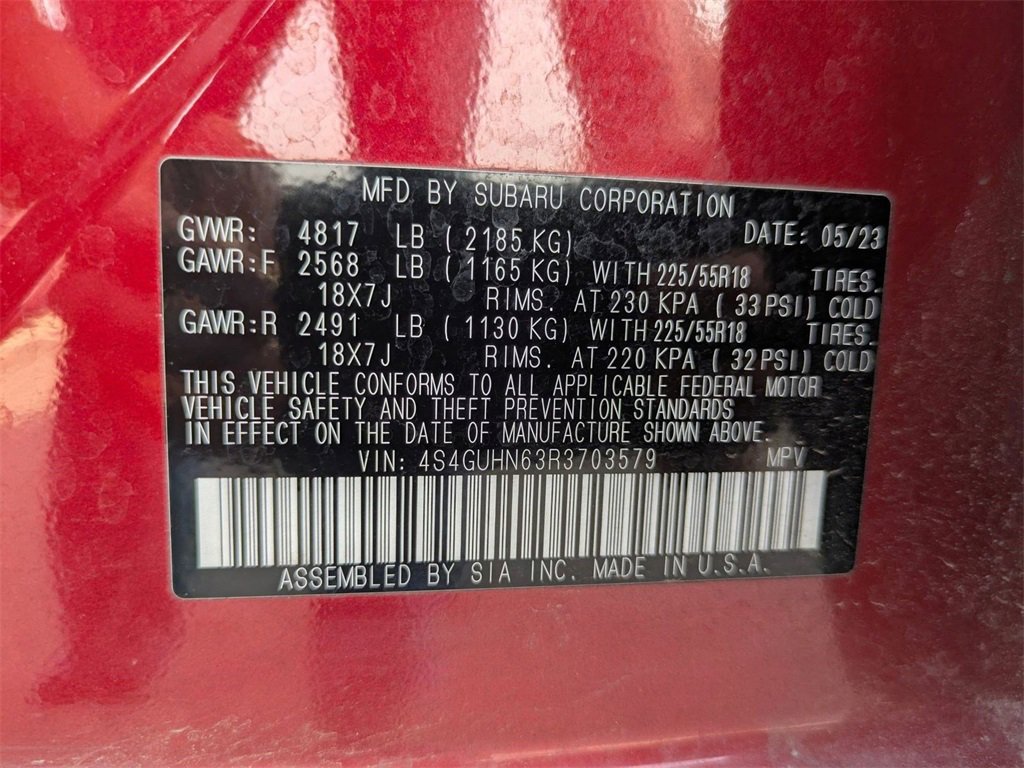 MFD BY SUBARU CORPORATION
GVWR: 4817 LB ( 2185 KG) DATE: 05/23
GAWR:F 2568 LB ( 1165 KG) WITH 225/55R18 TIRES.
18X7J RIMS. AT 230 KPA ( 33 PSI) COLD
GAWR:R 2491 LB ( 1130 KG) WITH 225/55R18 TIRES.
18X7J RIMS. AT 220 KPA ( 32 PSI) COLD
THIS VEHICLE CONFORMS TO ALL APPLICABLE FEDERAL MOTOR
VEHICLE SAFETY AND THEFT PREVENTION STANDARDS
IN EFFECT ON THE DATE OF MANUFACTURE SHOWN ABOVE.
VIN: 4S4GUHN63R3703579 MPV
ASSEMBLED BY SIA INC. MADE IN U.S.A.